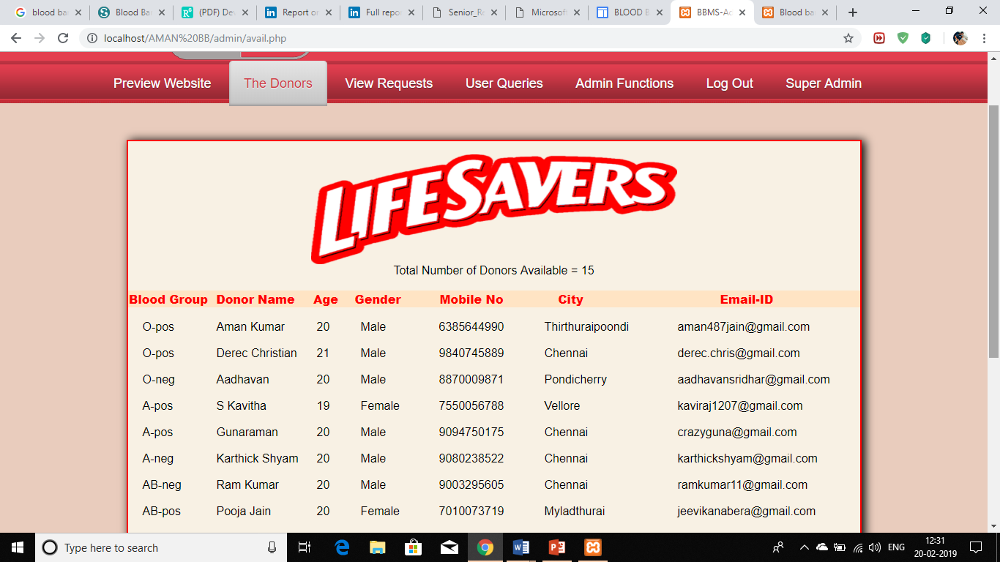 blood ba
Blood Ba
(PDF) De
Report o
Full repo
Senior_R
Microsof
BLOOD B
BBMS-A
Blood ba
localhost/AMAN%20BB/admin/avail.php
Preview Website The Donors View Requests User Queries Admin Functions Log Out Super Admin
LIFESAVERS
Total Number of Donors Available = 15
Blood Group Donor Name Age Gender Mobile No City Email-ID
O-pos Aman Kumar 20 Male 6385644990 Thirthuraipoondi aman487jain@gmail.com
O-pos Derec Christian 21 Male 9840745889 Chennai derec.chris@gmail.com
O-neg Aadhavan 20 Male 8870009871 Pondicherry aadhavansridhar@gmail.com
A-pos S Kavitha 19 Female 7550056788 Vellore kaviraj1207@gmail.com
A-pos Gunaraman 20 Male 9094750175 Chennai crazyguna@gmail.com
A-neg Karthick Shyam 20 Male 9080238522 Chennai karthickshyam@gmail.com
AB-neg Ram Kumar 20 Male 9003295605 Chennai ramkumar11@gmail.com
AB-pos Pooja Jain 20 Female 7010073719 Myladthurai jeevikanabera@gmail.com
Type here to search
ENG
12:31
20-02-2019